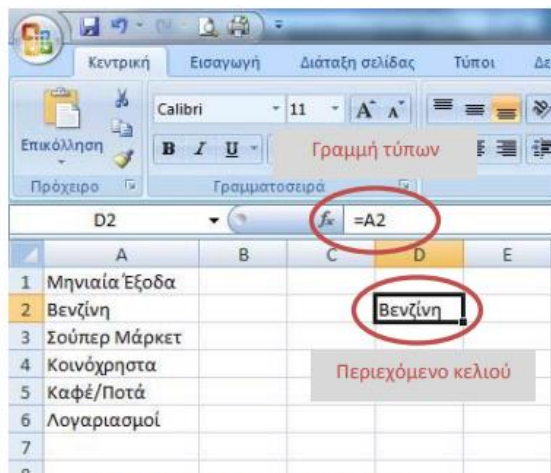 Κεντρική Εισαγωγή Διάταξη σελίδας Τύποι Δε
Calibri 11 A A
Επικόλληση B I U Γραμμή τύπων
Πρόχειρο Γραμματοσειρά
D2 fx =A2
A B C D E
1 Μηνιαία Έξοδα
2 Βενζίνη Βενζίνη
3 Σούπερ Μάρκετ
4 Κοινόχρηστα Περιεχόμενο κελιού
5 Καφέ/Ποτά
6 Λογαριασμοί
7